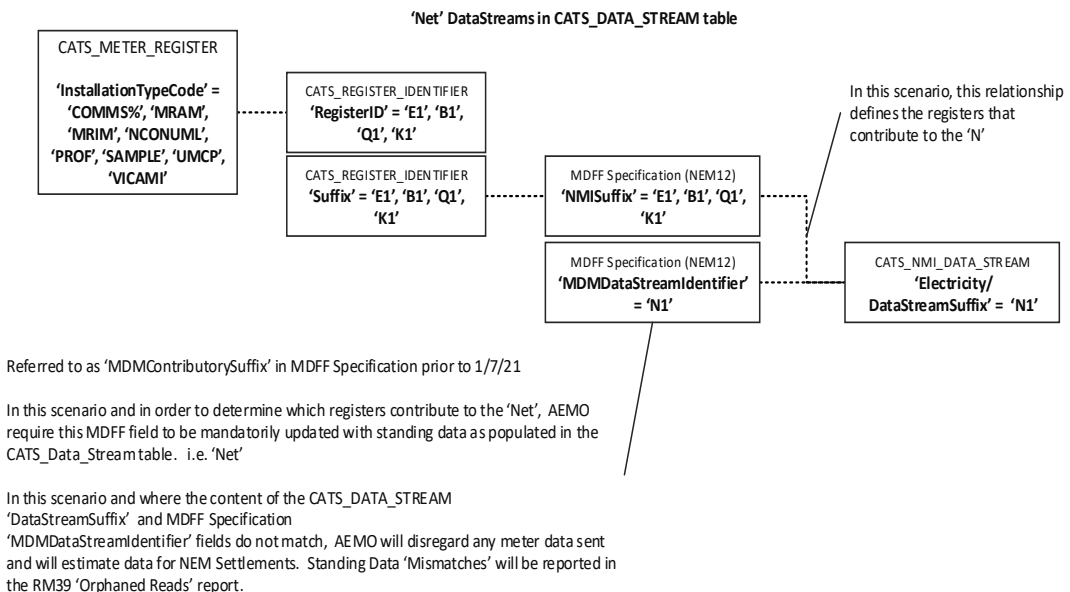 ‘Net’ DataStreams in CATS_DATA_STREAM table
CATS_METER_REGISTER
‘InstallationTypeCode’ =
‘COMMS%’, ‘MRAM’,
‘MRIM’, ‘NCONUML’,
‘PROF’, ‘SAMPLE’, ‘UMCP’,
‘VICAMI’
CATS_REGISTER_IDENTIFIER
‘RegisterID’ = ‘E1’, ‘B1’,
‘Q1’, ‘K1’
CATS_REGISTER_IDENTIFIER
‘Suffix’ = ‘E1’, ‘B1’, ‘Q1’,
‘K1’
MDFF Specification (NEM12)
‘NMISuffix’ = ‘E1’, ‘B1’, ‘Q1’,
‘K1’
MDFF Specification (NEM12)
‘MDMDataStreamIdentifier’
= ‘N1’
In this scenario, this relationship
defines the registers that
contribute to the ‘N’
CATS_NMI_DATA_STREAM
‘Electricity/
DataStreamSuffix’ = ‘N1’
Referred to as ‘MDMContributorySuffix’ in MDFF Specification prior to 1/7/21
In this scenario and in order to determine which registers contribute to the ‘Net’, AEMO
require this MDFF field to be mandatorily updated with standing data as populated in the
CATS_Data_Stream table. i.e. ‘Net’
In this scenario and where the content of the CATS_DATA_STREAM
‘DataStreamSuffix’ and MDFF Specification
‘MDMDataStreamIdentifier’ fields do not match, AEMO will disregard any meter data sent
and will estimate data for NEM Settlements. Standing Data ‘Mismatches’ will be reported in
the RM39 ‘Orphaned Reads’ report.